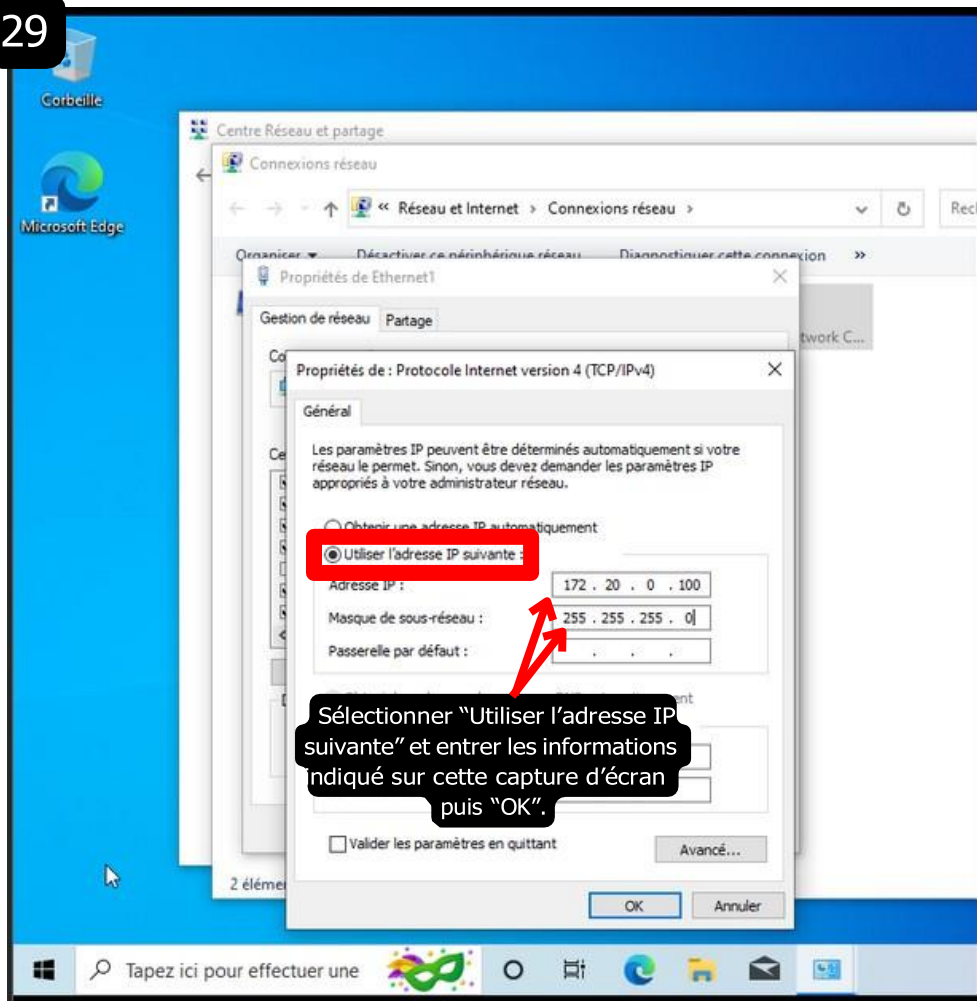 29
Corbeille
Centre Réseau et partage
Connexions réseau
Microsoft Edge
« Réseau et Internet › Connexions réseau ›
Rech
Organiser
Désactiver ce périphérique réseau
Diagnostiquer cette connexion
»
Propriétés de Ethernet1
Gestion de réseau
Partage
twork C...
Co
Propriétés de : Protocole Internet version 4 (TCP/IPv4)
Général
Ce
Les paramètres IP peuvent être déterminés automatiquement si votre
réseau le permet. Sinon, vous devez demander les paramètres IP
appropriés à votre administrateur réseau.
Obtenir une adresse IP automatiquement
Utiliser l'adresse IP suivante :
Adresse IP :
172 . 20 . 0 . 100
Masque de sous-réseau :
255 . 255 . 255 . 0
Passerelle par défaut :
. . .
Sélectionner “Utiliser l’adresse IP
suivante” et entrer les informations
indiqué sur cette capture d’écran
puis “OK”.
Valider les paramètres en quittant
Avancé...
2 éléme
OK
Annuler
Tapez ici pour effectuer une